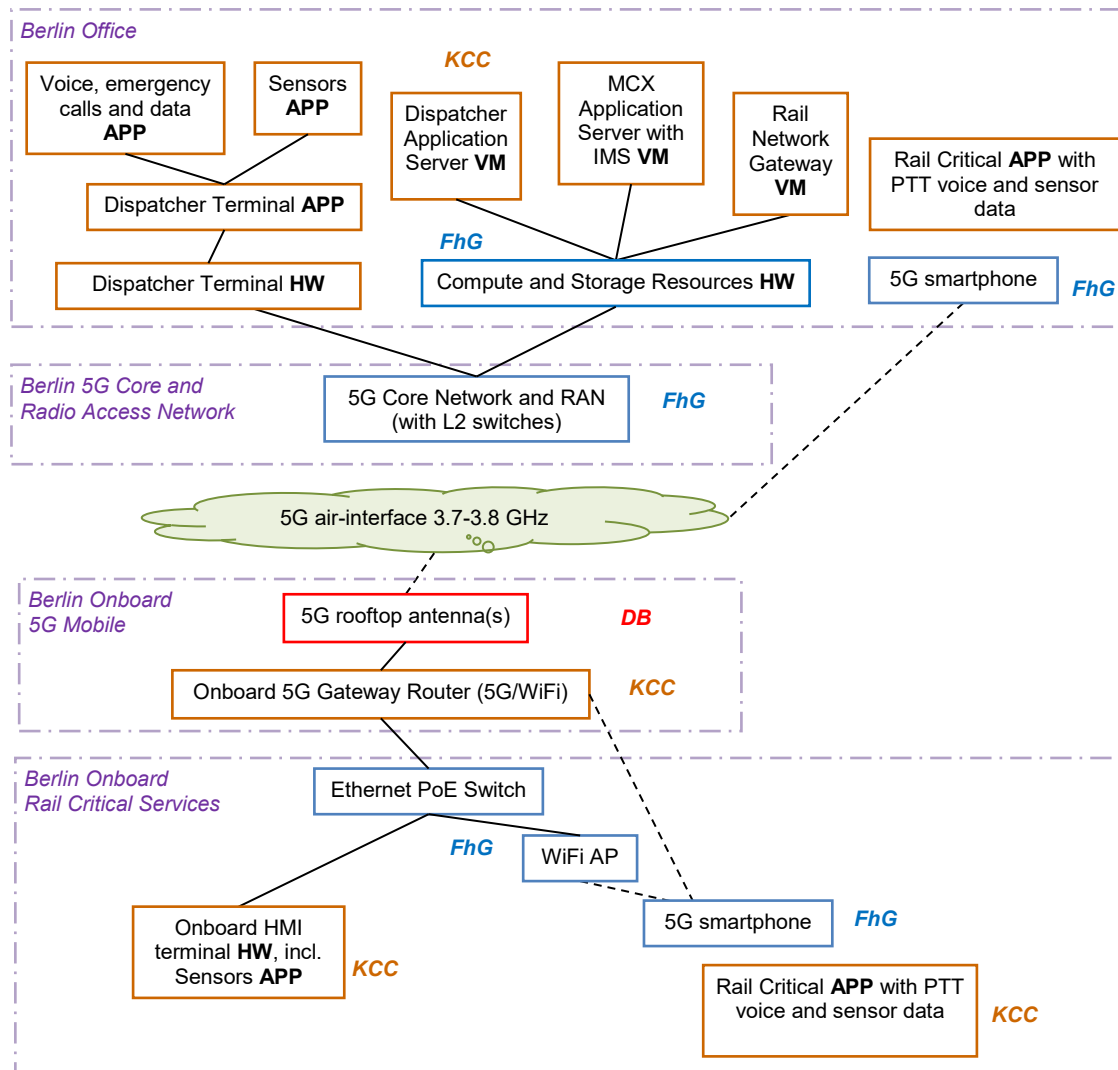 Berlin Office
KCC
Voice, emergency
calls and data
APP
Sensors
APP
Dispatcher
Application
Server VM
MCX
Application
Server with
IMS VM
Rail
Network
Gateway
VM
Rail Critical APP with
PTT voice and sensor
data
Dispatcher Terminal APP
FhG
Dispatcher Terminal HW
Compute and Storage Resources HW
5G smartphone
FhG
Berlin 5G Core and
Radio Access Network
5G Core Network and RAN
(with L2 switches)
FhG
5G air-interface 3.7-3.8 GHz
Berlin Onboard
5G Mobile
5G rooftop antenna(s)
DB
Onboard 5G Gateway Router (5G/WiFi)
KCC
Berlin Onboard
Rail Critical Services
Ethernet PoE Switch
FhG
WiFi AP
5G smartphone
FhG
Onboard HMI
terminal HW, incl.
Sensors APP
KCC
Rail Critical APP with PTT
voice and sensor data
KCC